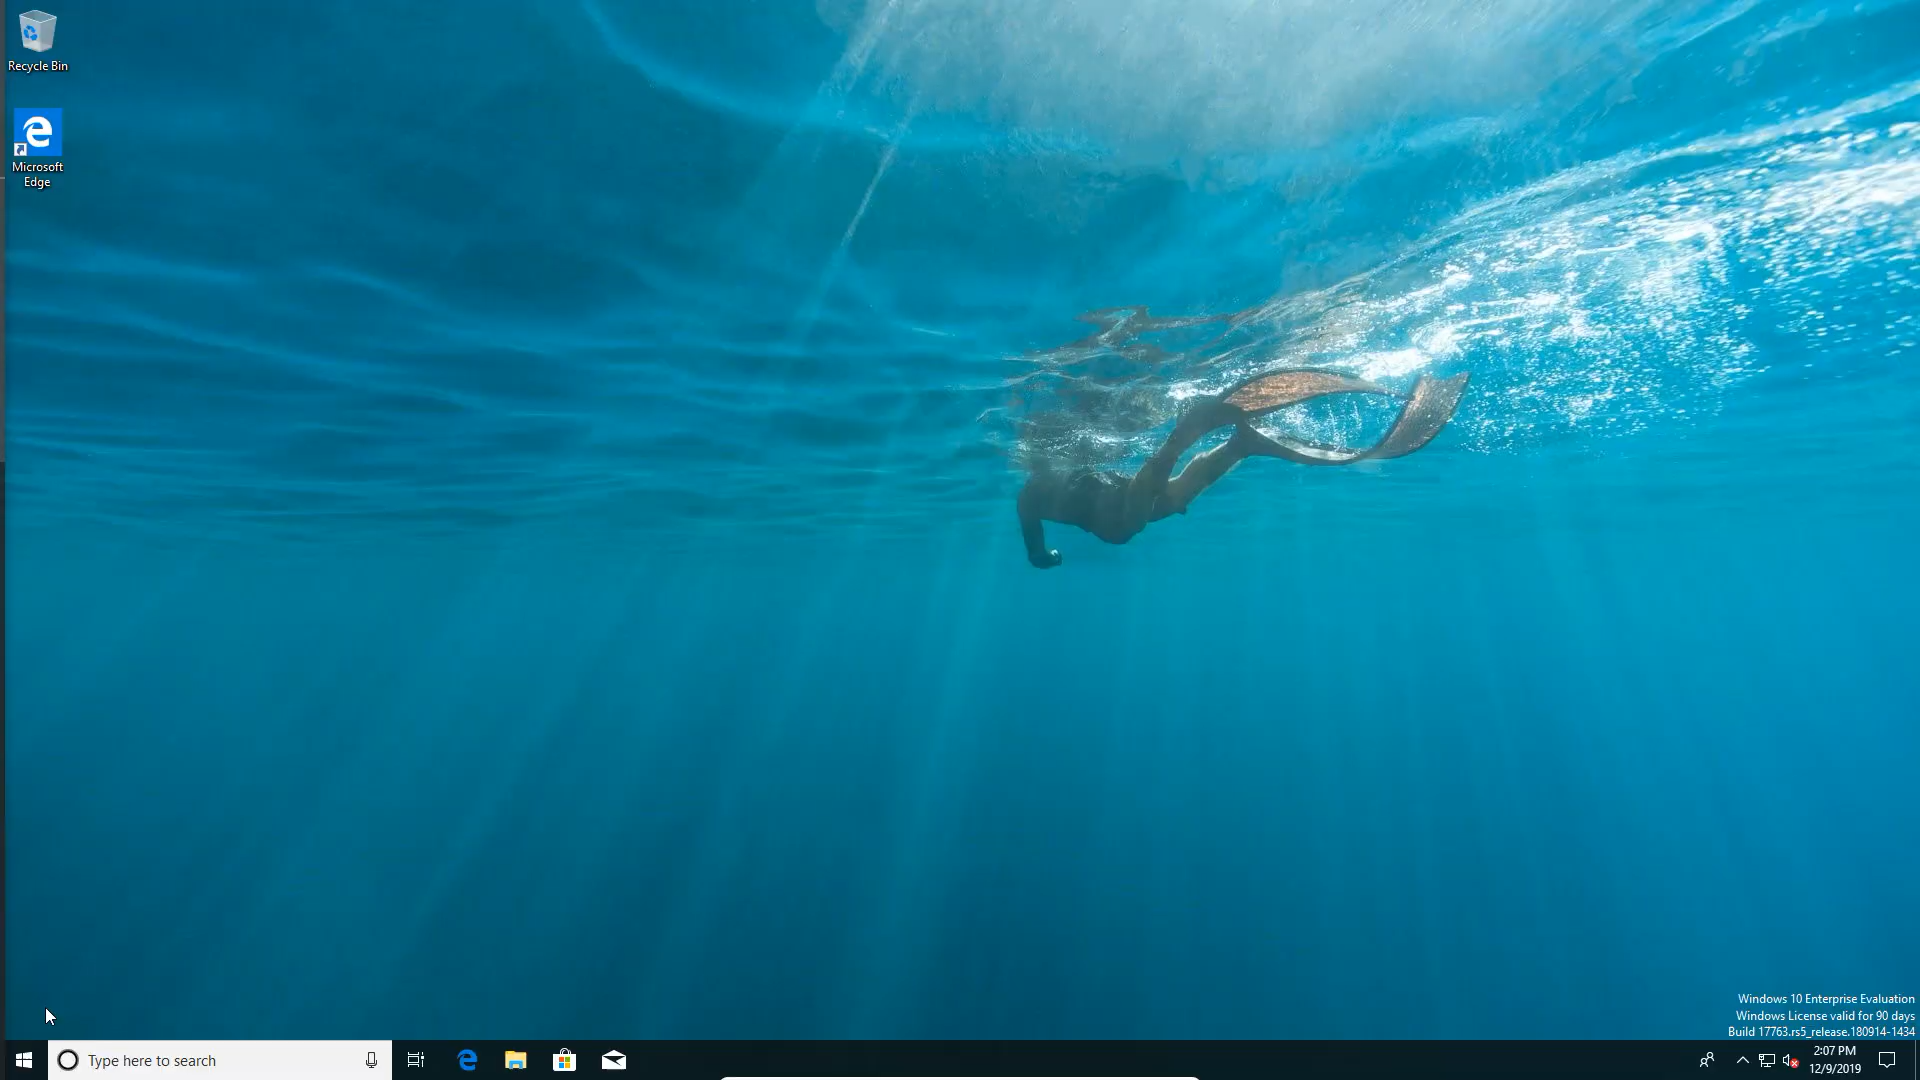 Recycle Bin
Microsoft
Edge
Windows 10 Enterprise Evaluation
Windows License valid for 90 days
Build 17763.rs5_release.180914-1434
Type here to search
2:07 PM
12/9/2019